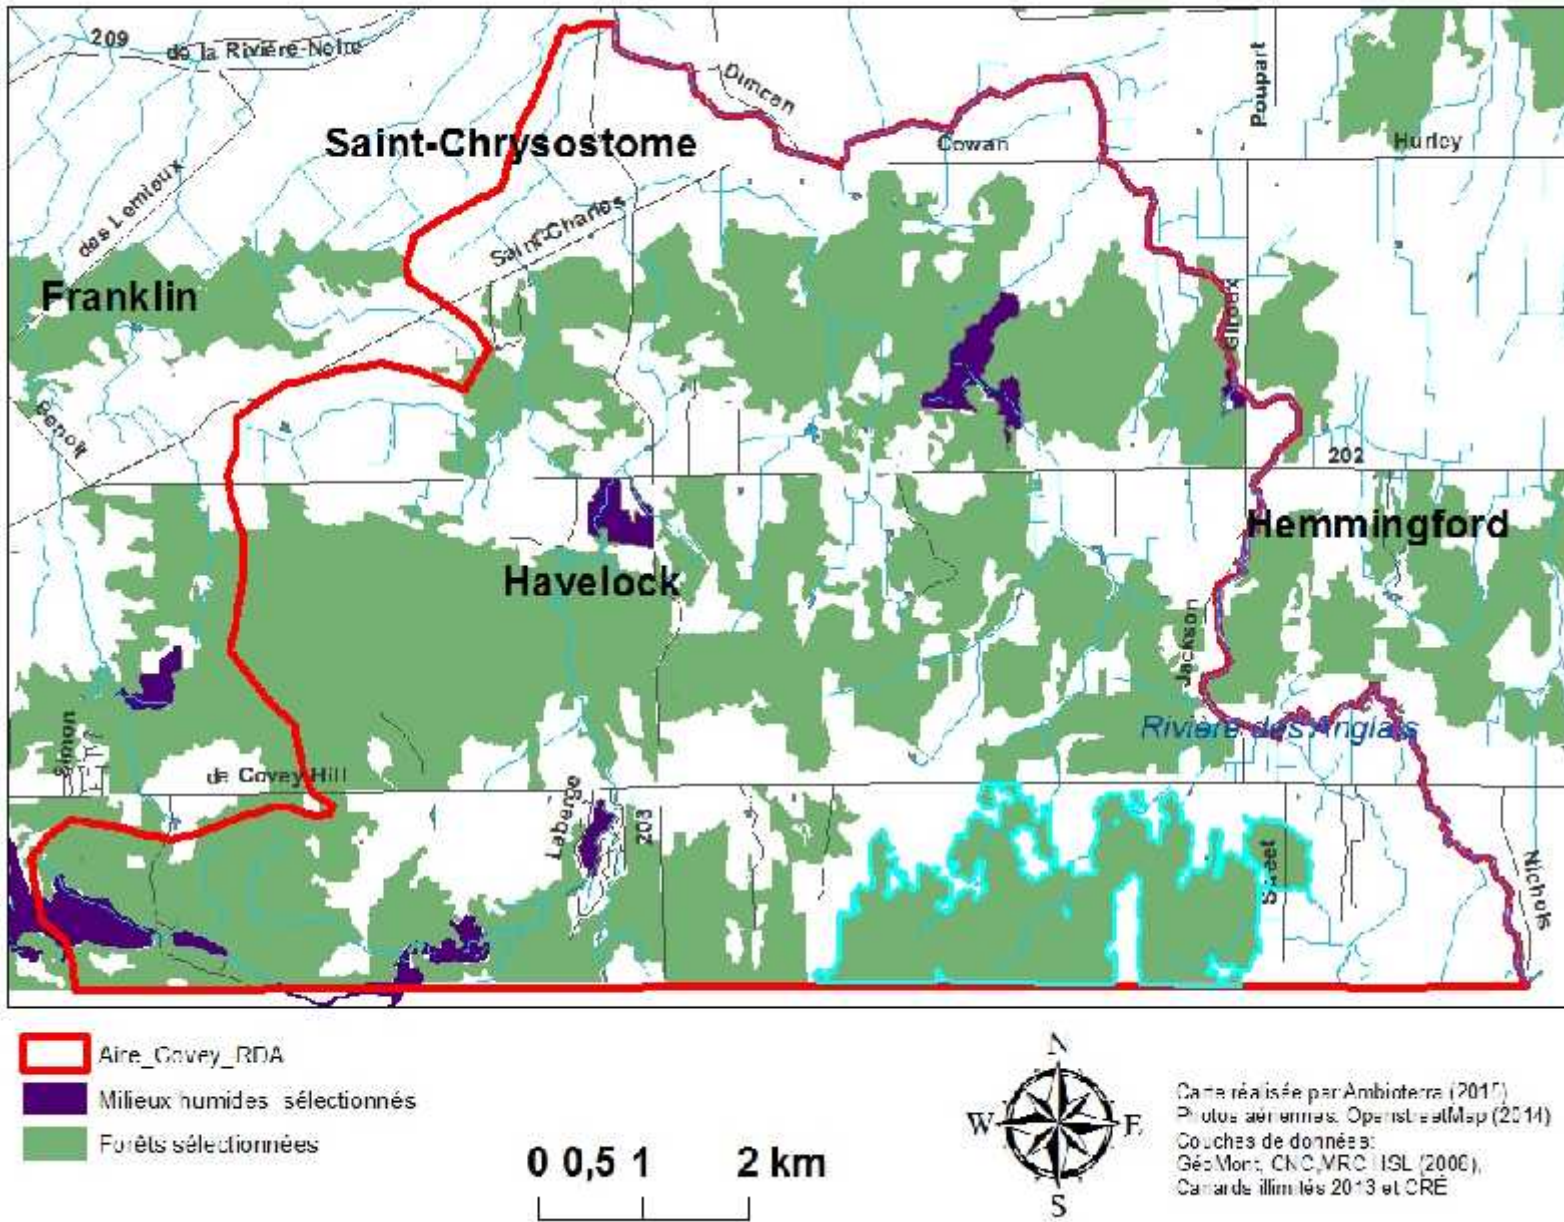 209
de la Rivière-Noire
Duncan
Poupart
Saint-Chrysostome
Cowan
Hurley
des Lemieux
Saint-Charles
Franklin
Giroux
Benoit
202
Hemmingford
Havelock
Jackson
Simon
Rivière des Anglais
de Covey Hill
Laberge
203
Nichols
Aire_Covey_RDA
Milieux humides sélectionnés
Forêts sélectionnées
0 0,5 1 2 km
N
W E
S
Carte réalisée par: Ambioterra (2015)
Photos aériennes: OpenstreetMap (2014)
Couches de données:
GéoMont, CNC, MRC HSL (2006),
Canards illimités 2013 et CRÉ